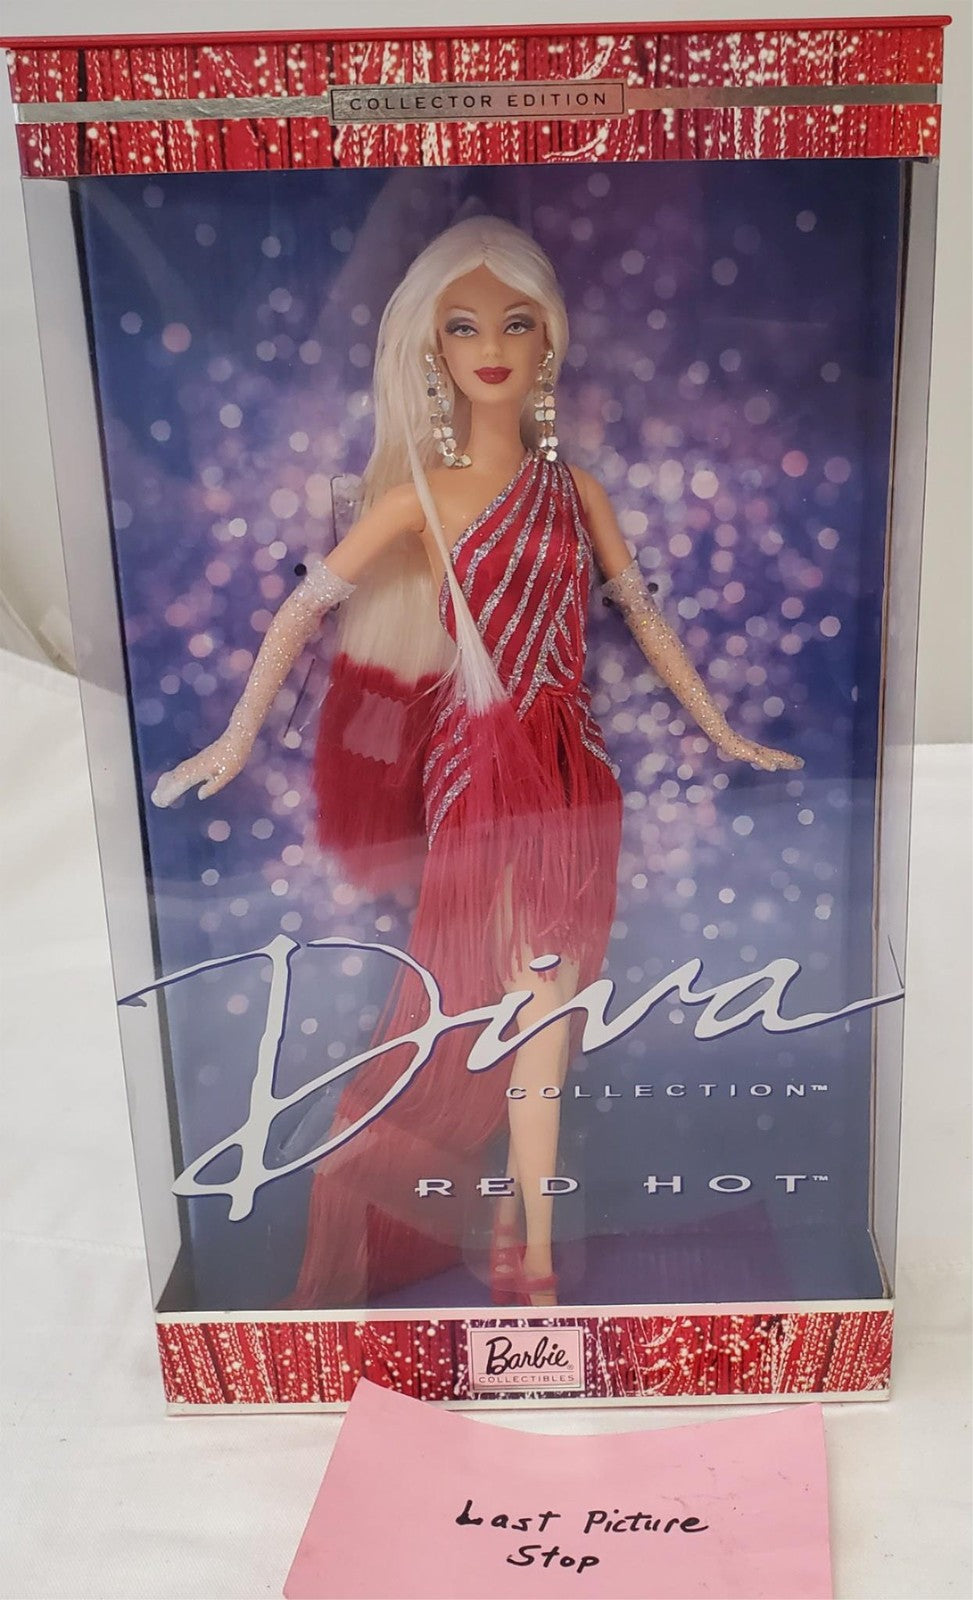 COLLECTOR EDITION
Diva
COLLECTION™
RED HOT™
Barbie®
COLLECTIBLES
Last Picture
Stop